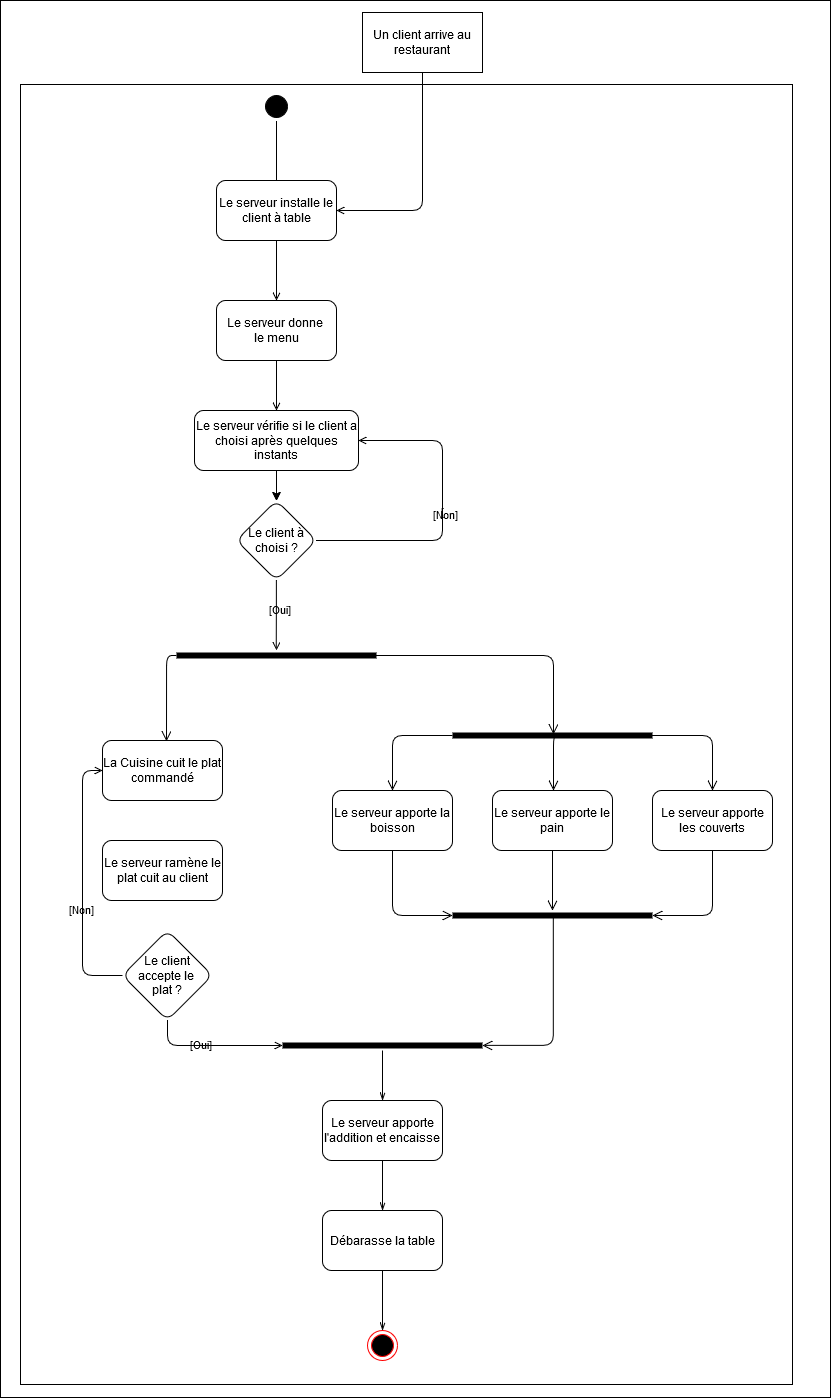 Un client arrive au
restaurant
Le serveur installe le
client à table
Le serveur donne
le menu
Le serveur vérifie si le client a
choisi après quelques
instants
[Non]
Le client à
choisi ?
[Oui]
La Cuisine cuit le plat
commandé
Le serveur apporte la
boisson
Le serveur apporte le
pain
Le serveur apporte
les couverts
Le serveur ramène le
plat cuit au client
[Non]
Le client
accepte le
plat ?
[Oui]
Le serveur apporte
l'addition et encaisse
Débarasse la table